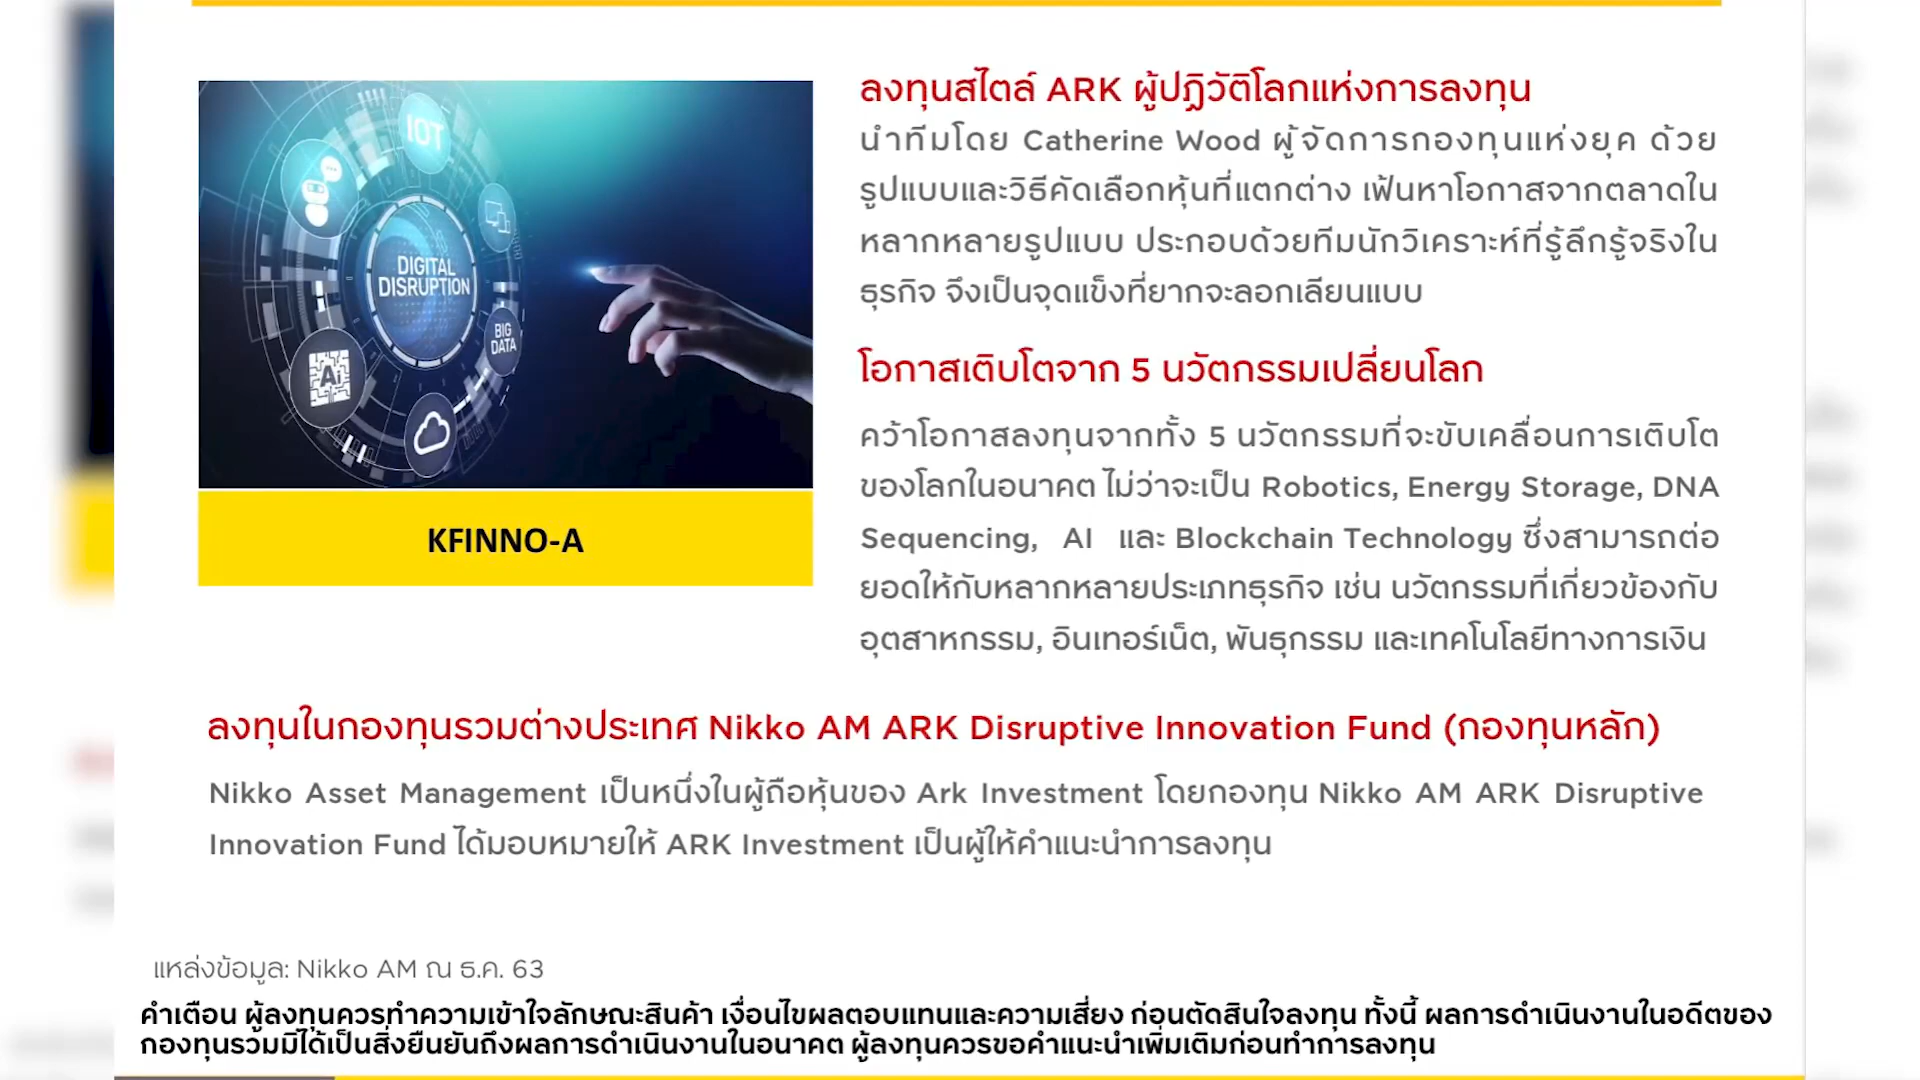 IOT
DIGITAL
DISRUPTION
BIG
DATA
Ai
KFINNO-A
ลงทุนสไตล์ ARK ผู้ปฏิวัติโลกแห่งการลงทุน
นำทีมโดย Catherine Wood ผู้จัดการกองทุนแห่งยุค ด้วย
รูปแบบและวิธีคัดเลือกหุ้นที่แตกต่าง เฟ้นหาโอกาสจากตลาดใน
หลากหลายรูปแบบ ประกอบด้วยทีมนักวิเคราะห์ที่รู้ลึกรู้จริงใน
ธุรกิจ จึงเป็นจุดแข็งที่ยากจะลอกเลียนแบบ
โอกาสเติบโตจาก 5 นวัตกรรมเปลี่ยนโลก
คว้าโอกาสลงทุนจากทั้ง 5 นวัตกรรมที่จะขับเคลื่อนการเติบโต
ของโลกในอนาคต ไม่ว่าจะเป็น Robotics, Energy Storage, DNA
Sequencing, AI และ Blockchain Technology ซึ่งสามารถต่อ
ยอดให้กับหลากหลายประเภทธุรกิจ เช่น นวัตกรรมที่เกี่ยวข้องกับ
อุตสาหกรรม, อินเทอร์เน็ต, พันธุกรรม และเทคโนโลยีทางการเงิน
ลงทุนในกองทุนรวมต่างประเทศ Nikko AM ARK Disruptive Innovation Fund (กองทุนหลัก)
Nikko Asset Management เป็นหนึ่งในผู้ถือหุ้นของ Ark Investment โดยกองทุน Nikko AM ARK Disruptive
Innovation Fund ได้มอบหมายให้ ARK Investment เป็นผู้ให้คำแนะนำการลงทุน
แหล่งข้อมูล: Nikko AM ณ ธ.ค. 63
คำเตือน ผู้ลงทุนควรทำความเข้าใจลักษณะสินค้า เงื่อนไขผลตอบแทนและความเสี่ยง ก่อนตัดสินใจลงทุน ทั้งนี้ ผลการดำเนินงานในอดีตของ
กองทุนรวมมิได้เป็นสิ่งยืนยันถึงผลการดำเนินงานในอนาคต ผู้ลงทุนควรขอคำแนะนำเพิ่มเติมก่อนทำการลงทุน